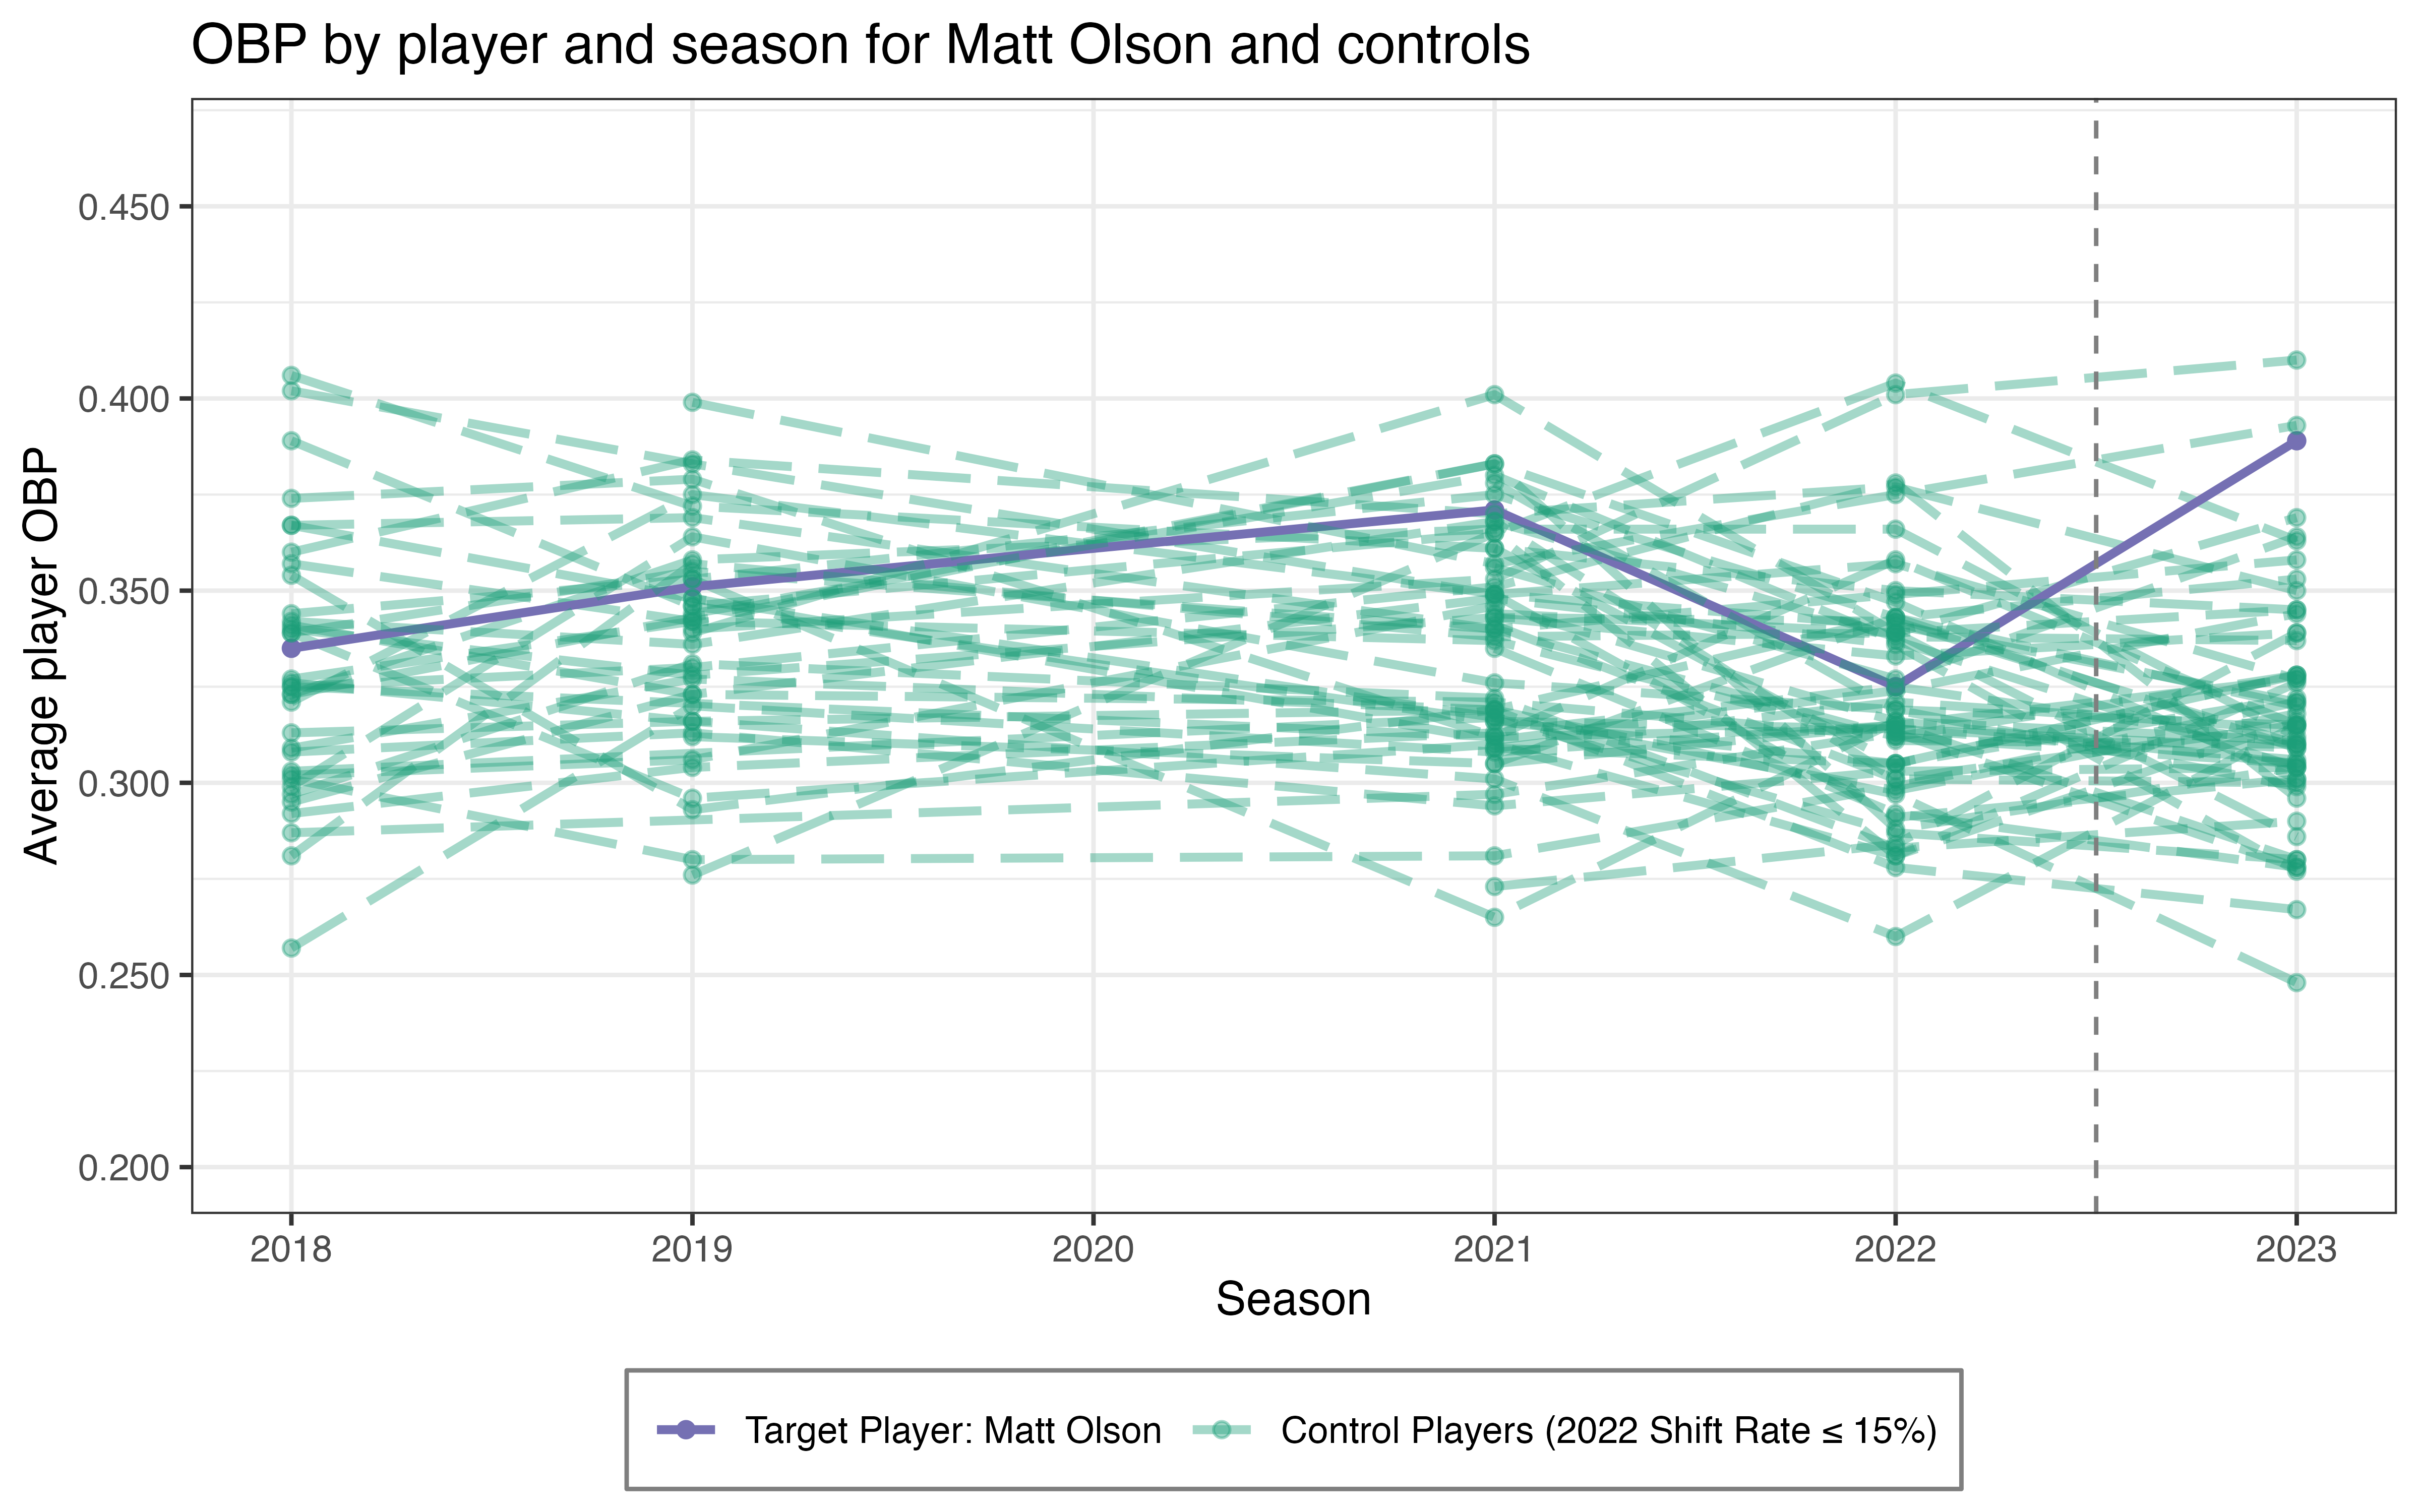 OBP by player and season for Matt Olson and controls
Average player OBP
0.450
0.400
0.350
0.300
0.250
0.200
2018 2019 2020 2021 2022 2023
Season
Target Player: Matt Olson Control Players (2022 Shift Rate ≤ 15%)